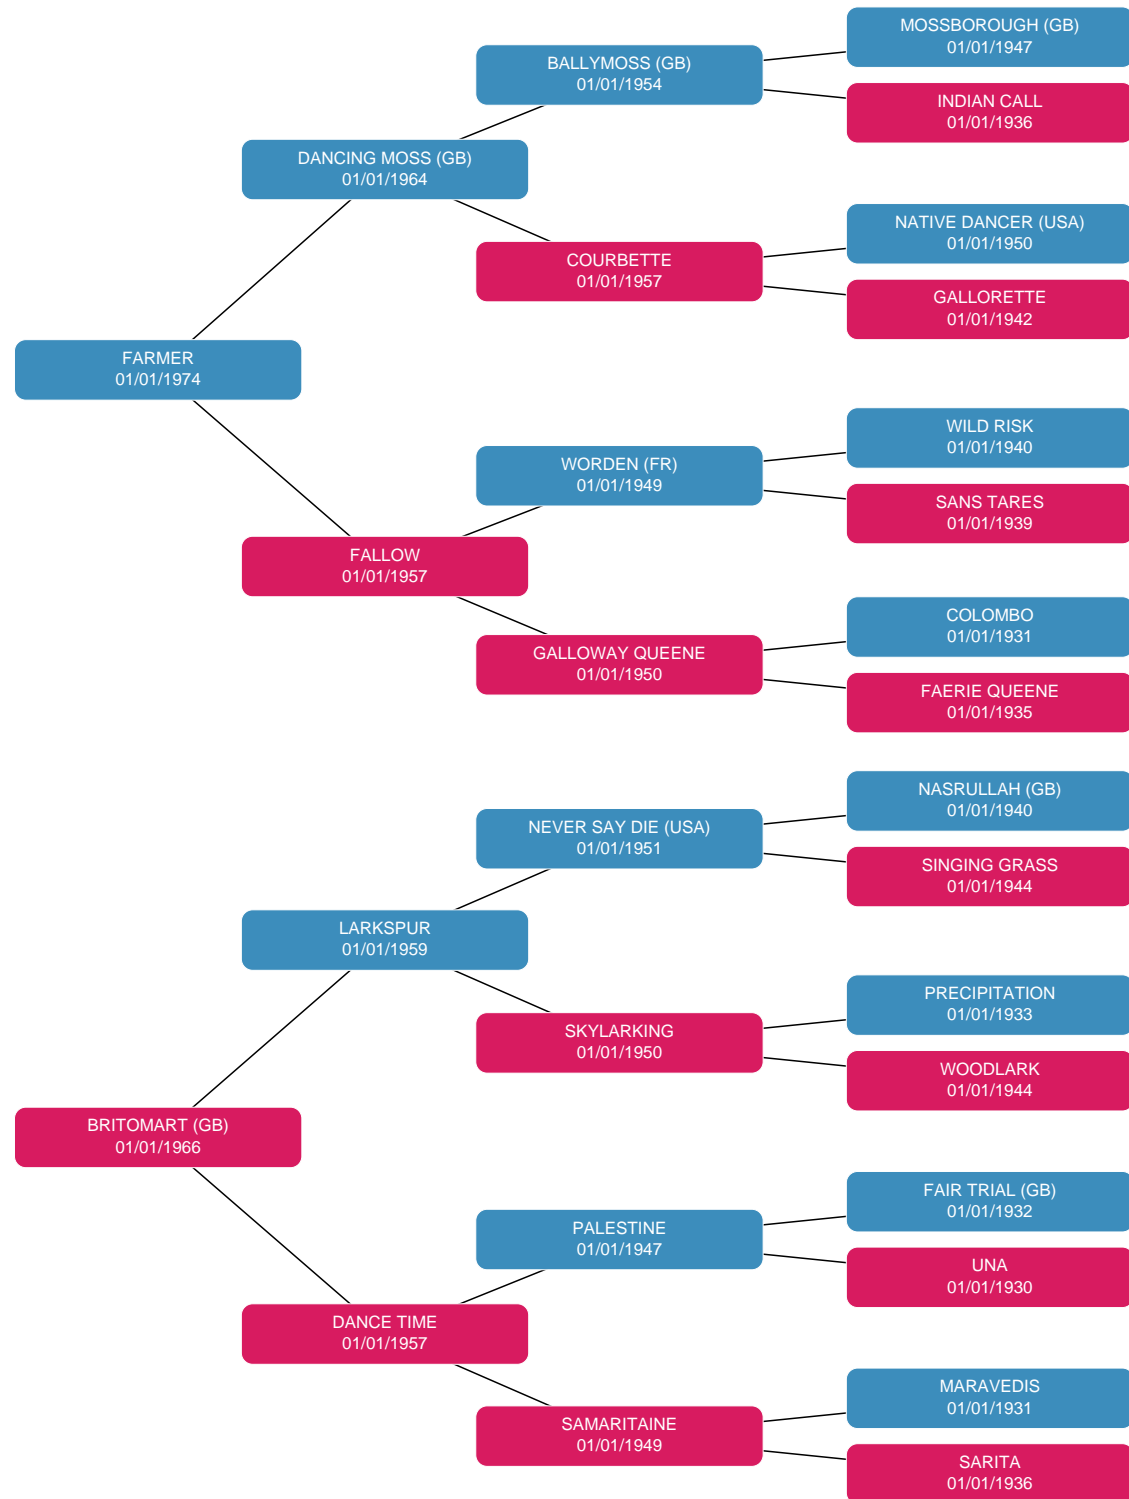 MOSSBOROUGH (GB)
01/01/1947
BALLYMOSS (GB)
01/01/1954
INDIAN CALL
01/01/1936
DANCING MOSS (GB)
01/01/1964
NATIVE DANCER (USA)
01/01/1950
COURBETTE
01/01/1957
GALLORETTE
01/01/1942
FARMER
01/01/1974
WILD RISK
01/01/1940
WORDEN (FR)
01/01/1949
SANS TARES
01/01/1939
FALLOW
01/01/1957
COLOMBO
01/01/1931
GALLOWAY QUEENE
01/01/1950
FAERIE QUEENE
01/01/1935
NASRULLAH (GB)
01/01/1940
NEVER SAY DIE (USA)
01/01/1951
SINGING GRASS
01/01/1944
LARKSPUR
01/01/1959
PRECIPITATION
01/01/1933
SKYLARKING
01/01/1950
WOODLARK
01/01/1944
BRITOMART (GB)
01/01/1966
FAIR TRIAL (GB)
01/01/1932
PALESTINE
01/01/1947
UNA
01/01/1930
DANCE TIME
01/01/1957
MARAVEDIS
01/01/1931
SAMARITAINE
01/01/1949
SARITA
01/01/1936